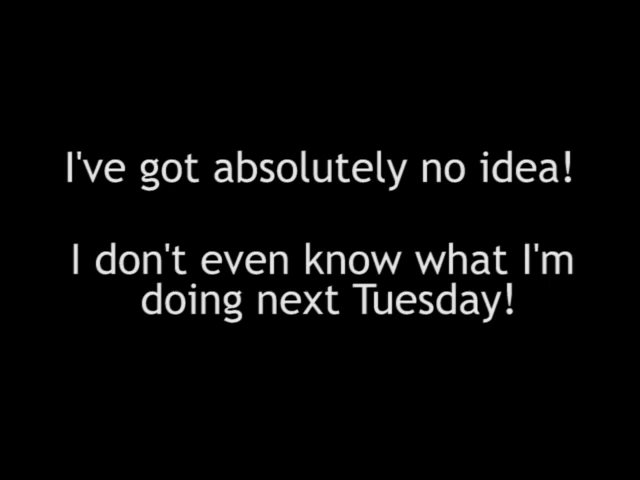 I've got absolutely no idea!
I don't even know what I'm
doing next Tuesday!